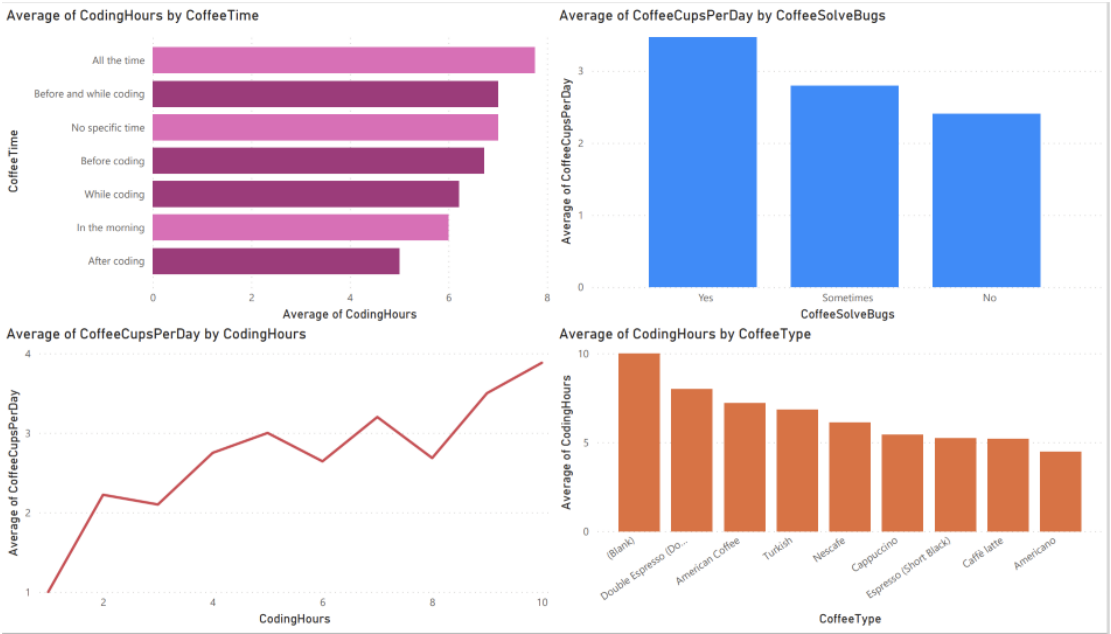 Average of CodingHours by CoffeeTime
CoffeeTime
All the time
Before and while coding
No specific time
Before coding
While coding
In the morning
After coding
0 2 4 6 8
Average of CodingHours
Average of CoffeeCupsPerDay by CoffeeSolveBugs
Average of CoffeeCupsPerDay
3
2
1
0
Yes Sometimes No
CoffeeSolveBugs
Average of CoffeeCupsPerDay by CodingHours
Average of CoffeeCupsPerDay
4
3
2
1
2 4 6 8 10
CodingHours
Average of CodingHours by CoffeeType
Average of CodingHours
10
5
0
(Blank)
Double Espresso (Do...
American Coffee
Turkish
Nescafe
Cappuccino
Espresso (Short Black)
Caffè latte
Americano
CoffeeType